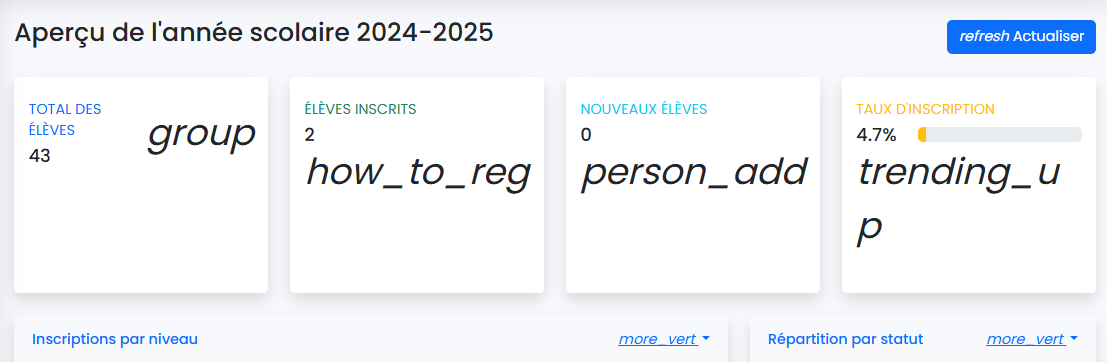 Aperçu de l'année scolaire 2024-2025
refresh Actualiser
TOTAL DES
ÉLÈVES
43
group
ÉLÈVES INSCRITS
2
how_to_reg
NOUVEAUX ÉLÈVES
0
person_add
TAUX D'INSCRIPTION
4.7%
trending_u
p
Inscriptions par niveau
more_vert
Répartition par statut
more_vert